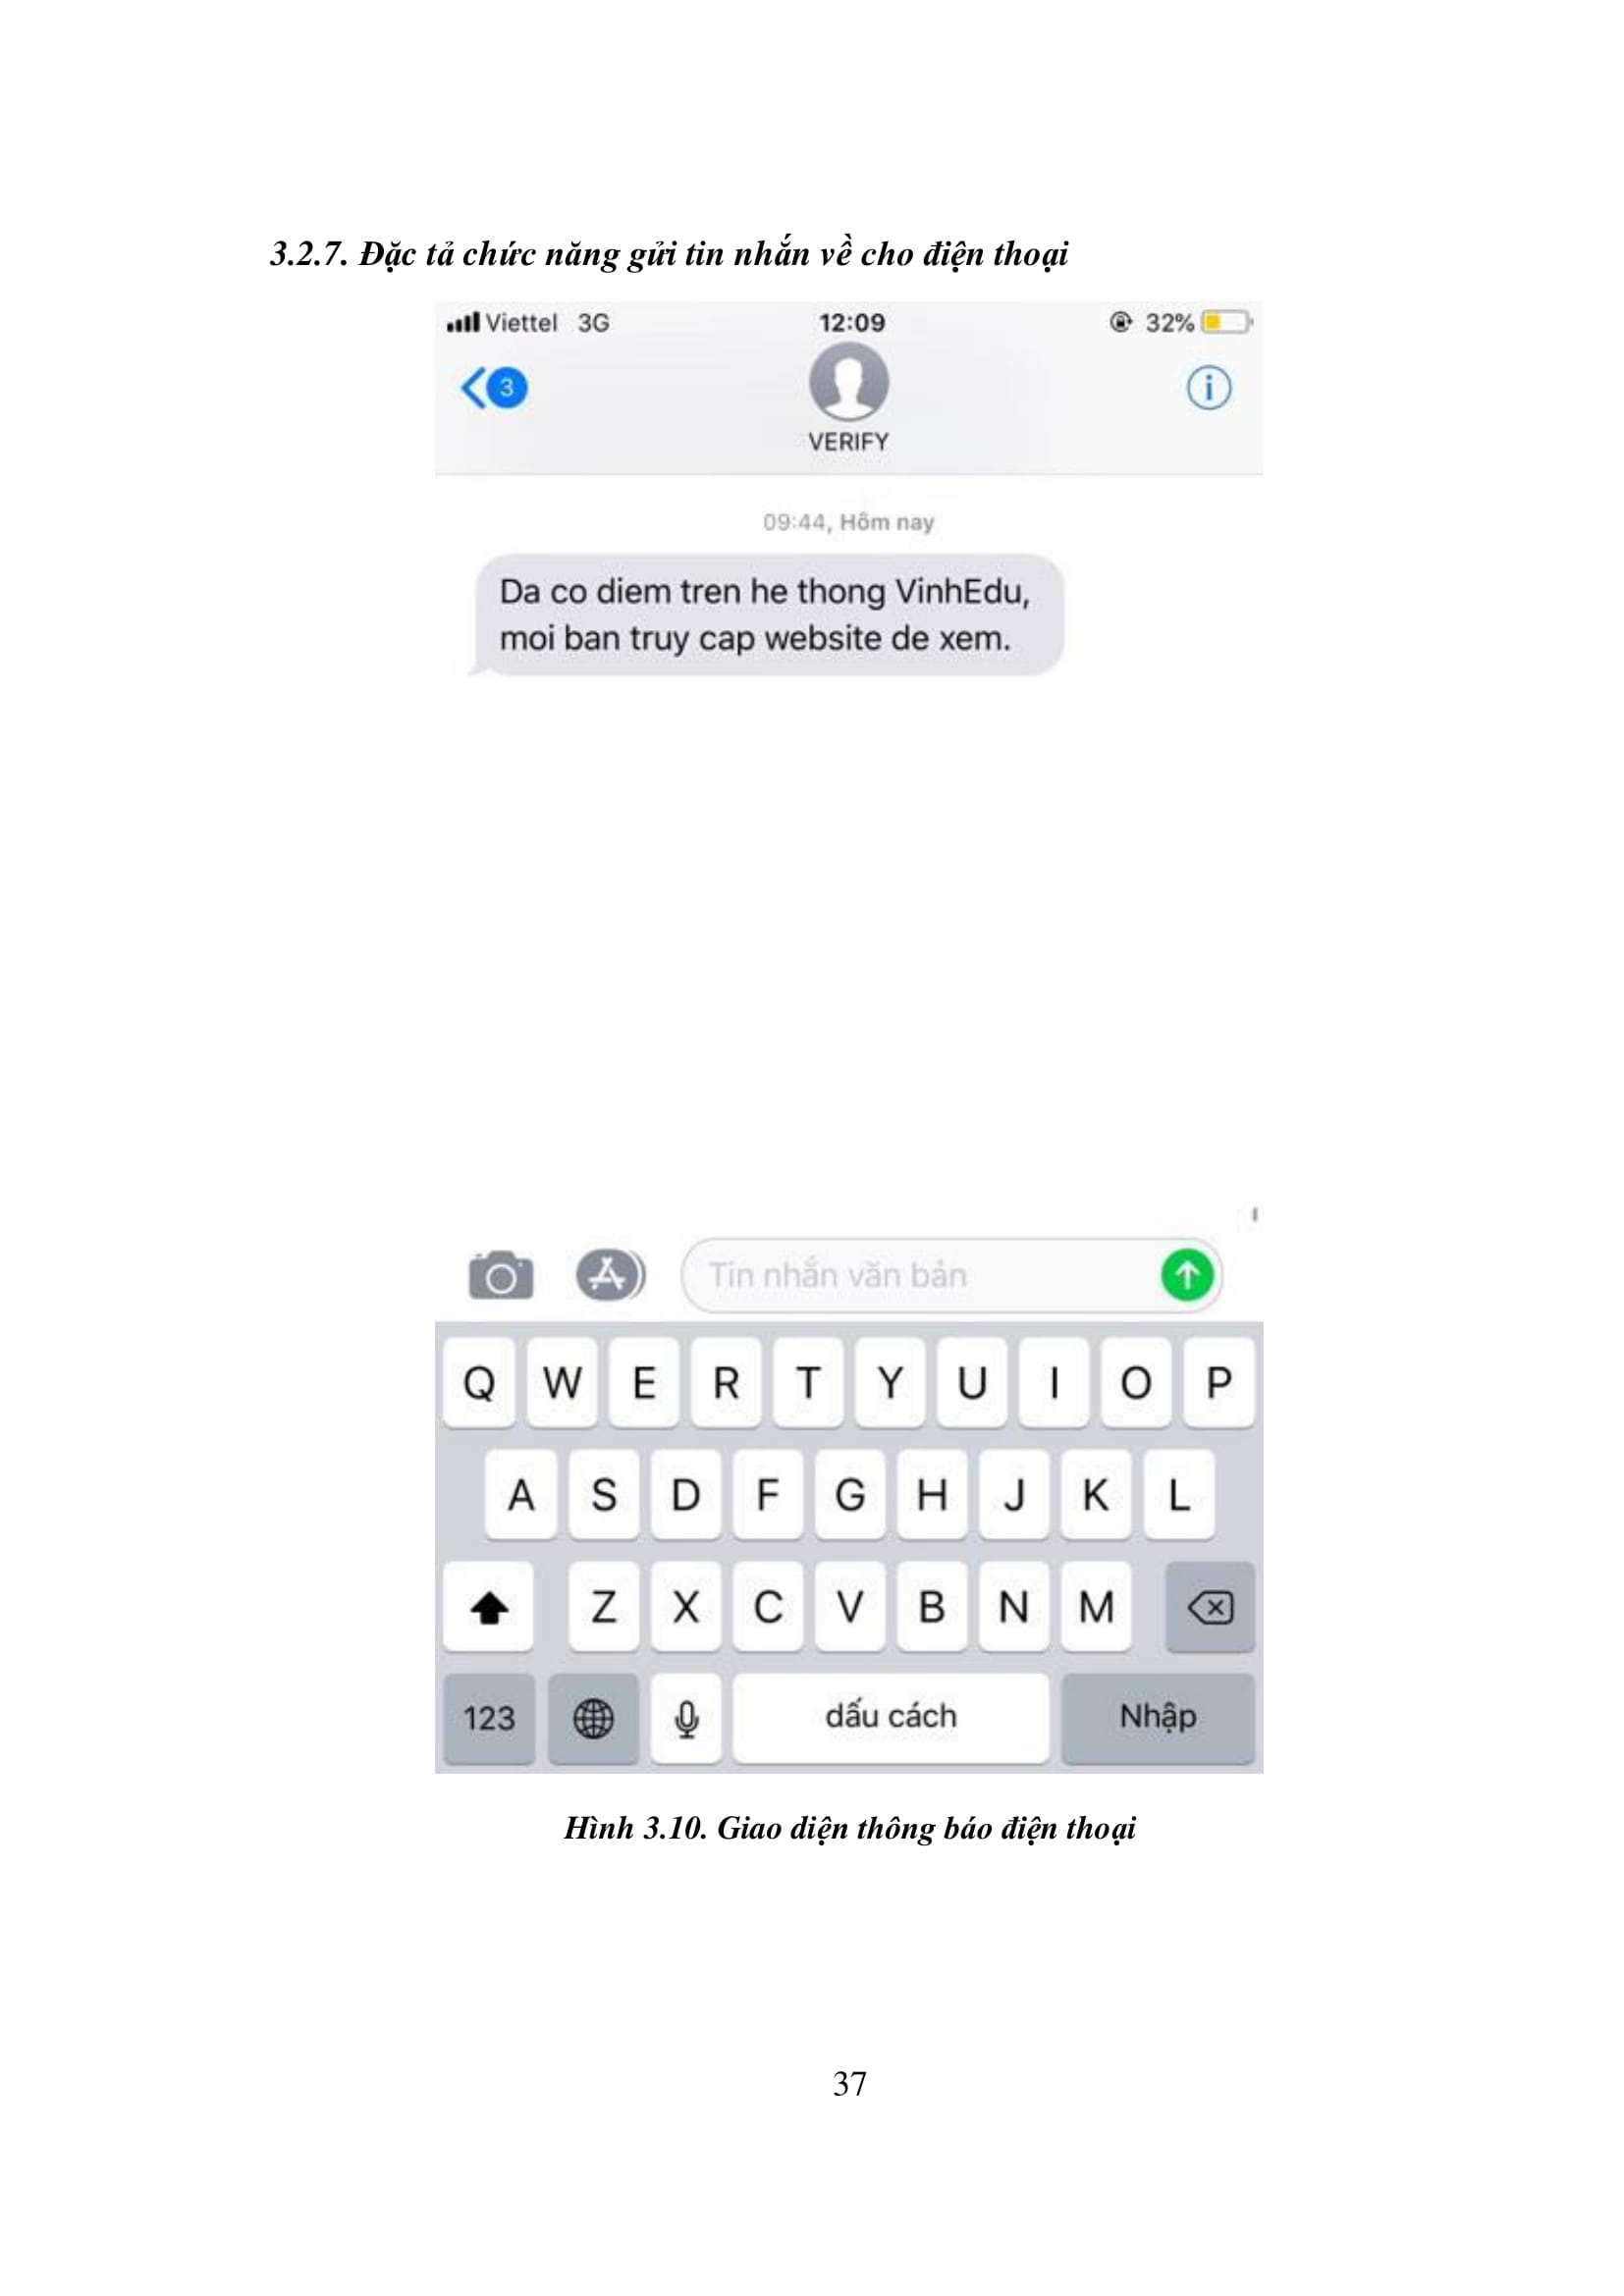 3.2.7. Đặc tả chức năng gửi tin nhắn về cho điện thoại
Viettel 3G 12:09 32%
3
VERIFY
09:44, Hôm nay
Da co diem tren he thong VinhEdu,
moi ban truy cap website de xem.
Tin nhắn văn bản
Q W E R T Y U I O P
A S D F G H J K L
Z X C V B N M
123 dấu cách Nhập
Hình 3.10. Giao diện thông báo điện thoại
37